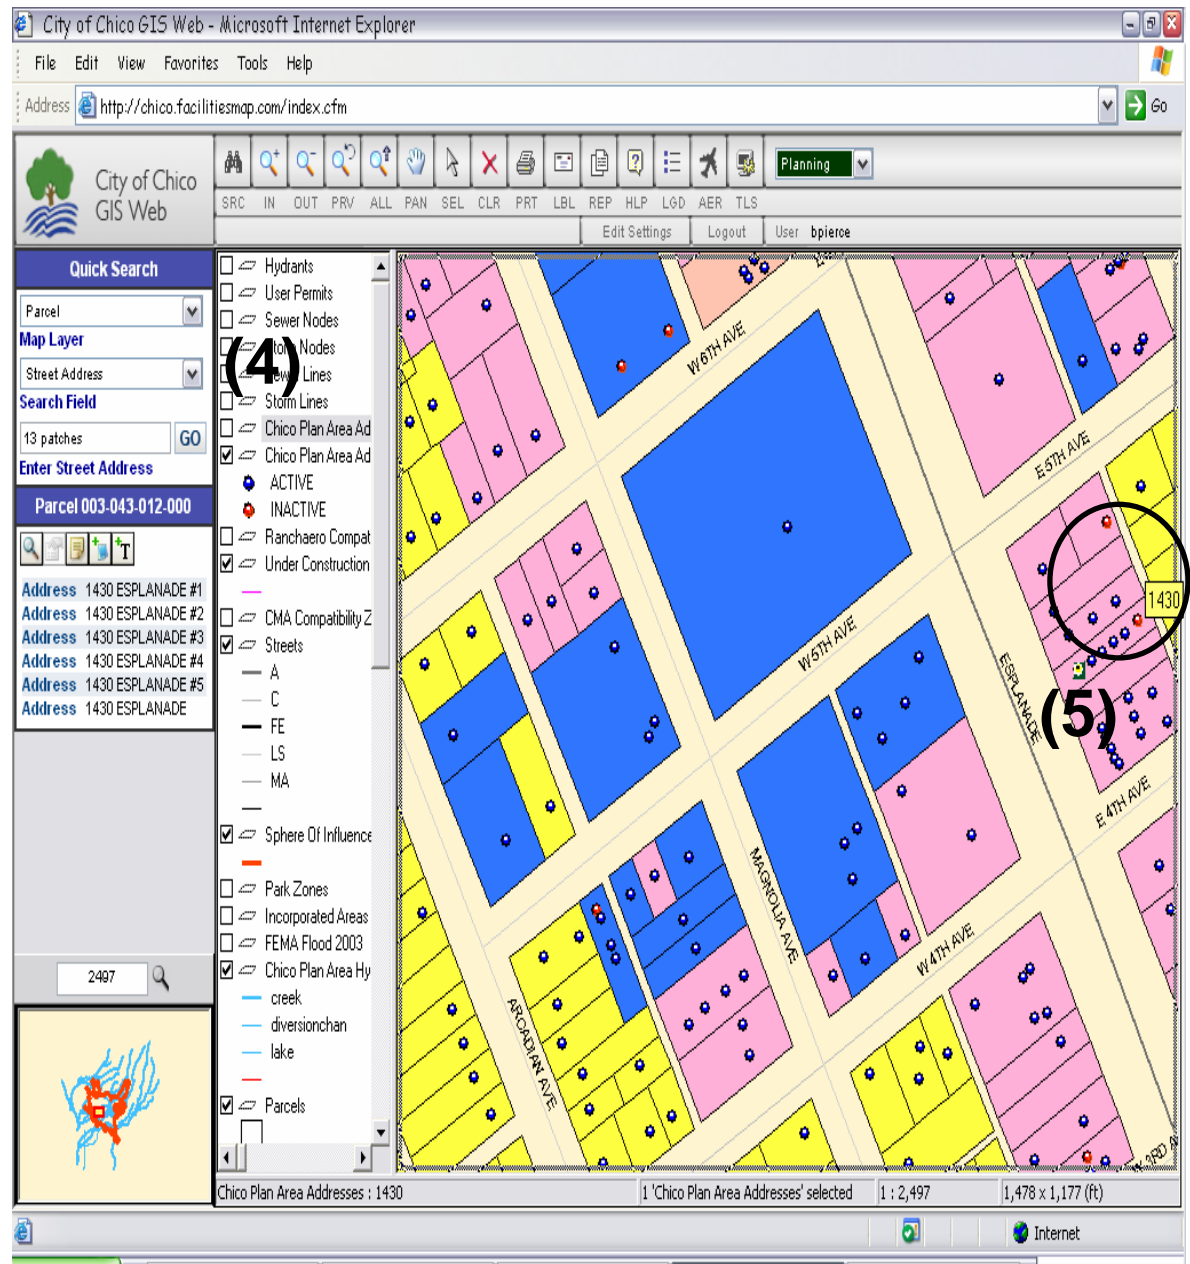 City of Chico GIS Web - Microsoft Internet Explorer
File Edit View Favorites Tools Help
Address http://chico.facilitiesmap.com/index.cfm Go
City of Chico
GIS Web
Planning
SRC IN OUT PRV ALL PAN SEL CLR PRT LBL REP HLP LGD AER TLS
Edit Settings Logout User bpierce
Quick Search
Parcel
Map Layer
Street Address
Search Field
13 patches GO
Enter Street Address
Parcel 003-043-012-000
Address 1430 ESPLANADE #1
Address 1430 ESPLANADE #2
Address 1430 ESPLANADE #3
Address 1430 ESPLANADE #4
Address 1430 ESPLANADE #5
Address 1430 ESPLANADE
2497
Hydrants
User Permits
Sewer Nodes
Nodes
(4)
Lines
Storm Lines
Chico Plan Area Ad
Chico Plan Area Ad
ACTIVE
INACTIVE
Ranchaero Compat
Under Construction
CMA Compatibility Z
Streets
A
C
FE
LS
MA
Sphere Of Influence
Park Zones
Incorporated Areas
FEMA Flood 2003
Chico Plan Area Hy
creek
diversionchan
lake
Parcels
W 6TH AVE
E 5TH AVE
1430
W 5TH AVE
ESPLANADE
(5)
E 4TH AVE
MAGNOLIA AVE
W 4TH AVE
ARCADIAN AVE
W 3RD
Chico Plan Area Addresses : 1430
1 'Chico Plan Area Addresses' selected
1 : 2,497
1,478 x 1,177 (ft)
Internet